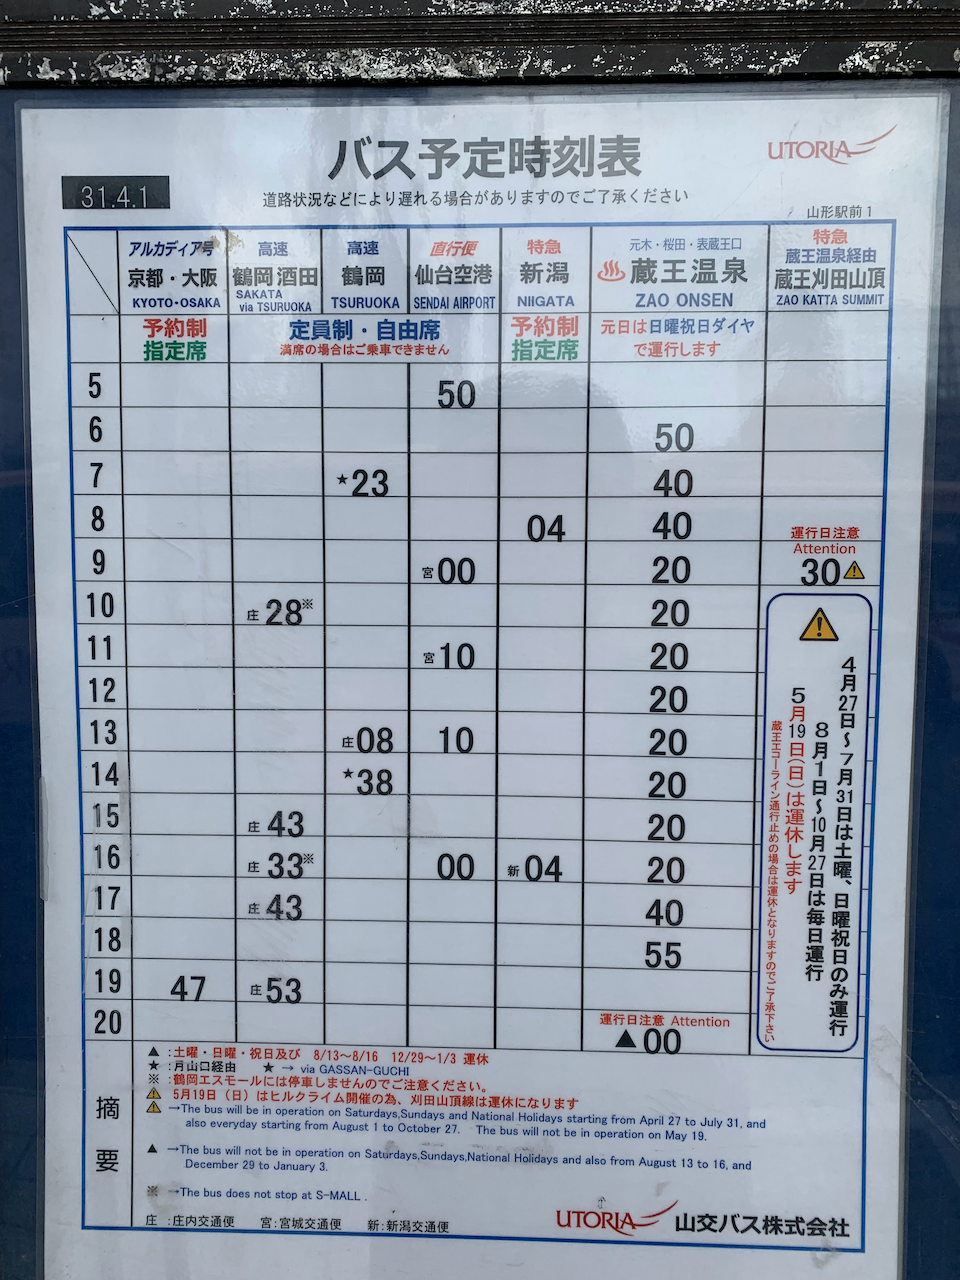 バス予定時刻表
UTORIA
31.4.1
道路状況などにより遅れる場合がありますのでご了承ください
山形駅前1
アルカディア号 高速 高速 直行便 特急 元木・桜田・表蔵王口 特急
蔵王温泉経由
京都・大阪 鶴岡酒田 鶴岡 仙台空港 新潟 ♨蔵王温泉 蔵王刈田山頂
KYOTO・OSAKA SAKATA via TSURUOKA TSURUOKA SENDAI AIRPORT NIIGATA ZAO ONSEN ZAO KATTA SUMMIT
予約制 定員制・自由席 予約制 元日は日曜祝日ダイヤ
指定席 満席の場合はご乗車できません 指定席 で運行します
5 50
6 50
7 ★23 40
8 04 40
運行日注意
Attention
9 宮00 20 30⚠
10 庄28※ 20
11 宮10 20
12 20
13 庄08 10 20
14 ★38 20
15 庄43 20
16 庄33※ 00 新04 20
17 庄43 40
18 55
19 47 庄53
運行日注意 Attention
20 ▲00
⚠
4月27日〜7月31日は土曜、日曜祝日のみ運行
8月1日〜10月27日は毎日運行
5月19日(日)は運休します
蔵王エコーライン通行止めの場合は運休となりますのでご了承下さい
摘要
▲:土曜・日曜・祝日及び 8/13〜8/16 12/29〜1/3 運休
★:月山口経由 ★→ via GASSAN-GUCHI
※:鶴岡エスモールには停車しませんのでご注意ください。
⚠ 5月19日(日)はヒルクライム開催の為、刈田山頂線は運休になります
⚠ →The bus will be in operation on Saturdays,Sundays and National Holidays starting from April 27 to July 31, and
also everyday starting from August 1 to October 27. The bus will not be in operation on May 19.
▲ →The bus will not be in operation on Saturdays,Sundays,National Holidays and also from August 13 to 16, and
December 29 to January 3.
※ →The bus does not stop at S-MALL .
庄:庄内交通便 宮:宮城交通便 新:新潟交通便
UTORIA 山交バス株式会社